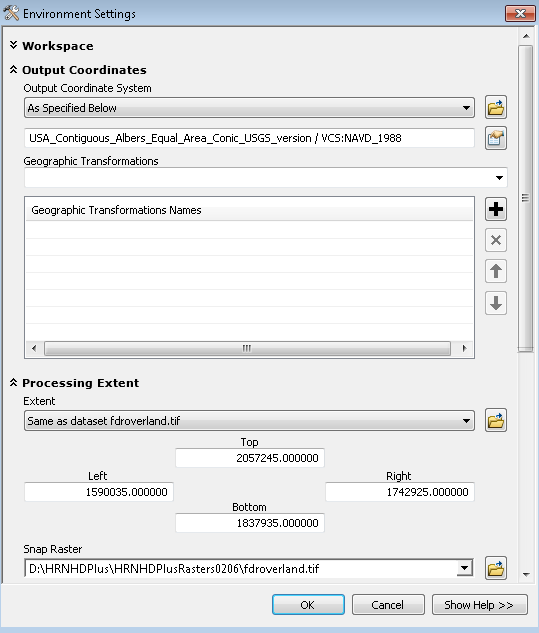 Environment Settings
Workspace
Output Coordinates
Output Coordinate System
As Specified Below
USA_Contiguous_Albers_Equal_Area_Conic_USGS_version / VCS:NAVD_1988
Geographic Transformations
Geographic Transformations Names
Processing Extent
Extent
Same as dataset fdroverland.tif
Top
2057245.000000
Left
Right
1590035.000000
1742925.000000
Bottom
1837935.000000
Snap Raster
D:\HRNHDPlus\HRNHDPlusRasters0206\fdroverland.tif
OK
Cancel
Show Help >>